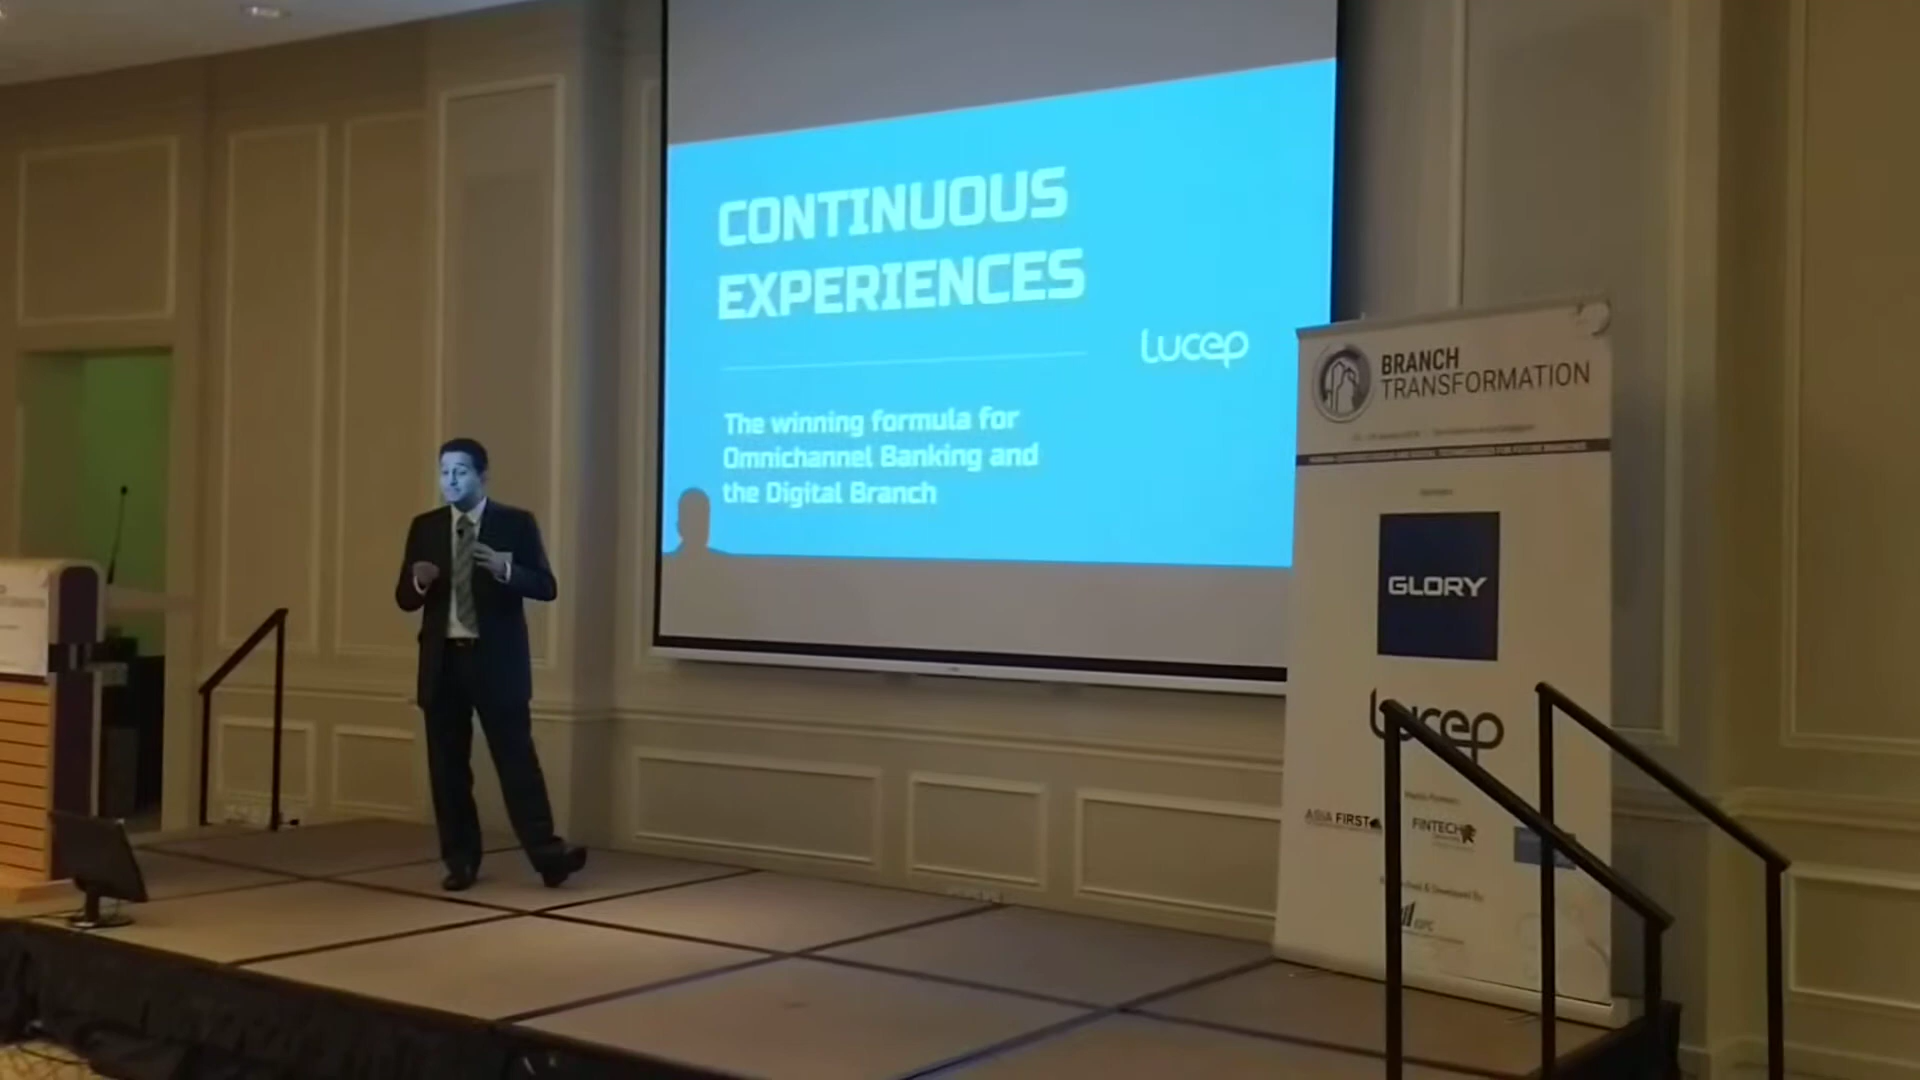 CONTINUOUS
EXPERIENCES
lucep
The winning formula for
Omnichannel Banking and
the Digital Branch
BRANCH
TRANSFORMATION
GLORY
lucep
ASIA FIRST
FINTECH